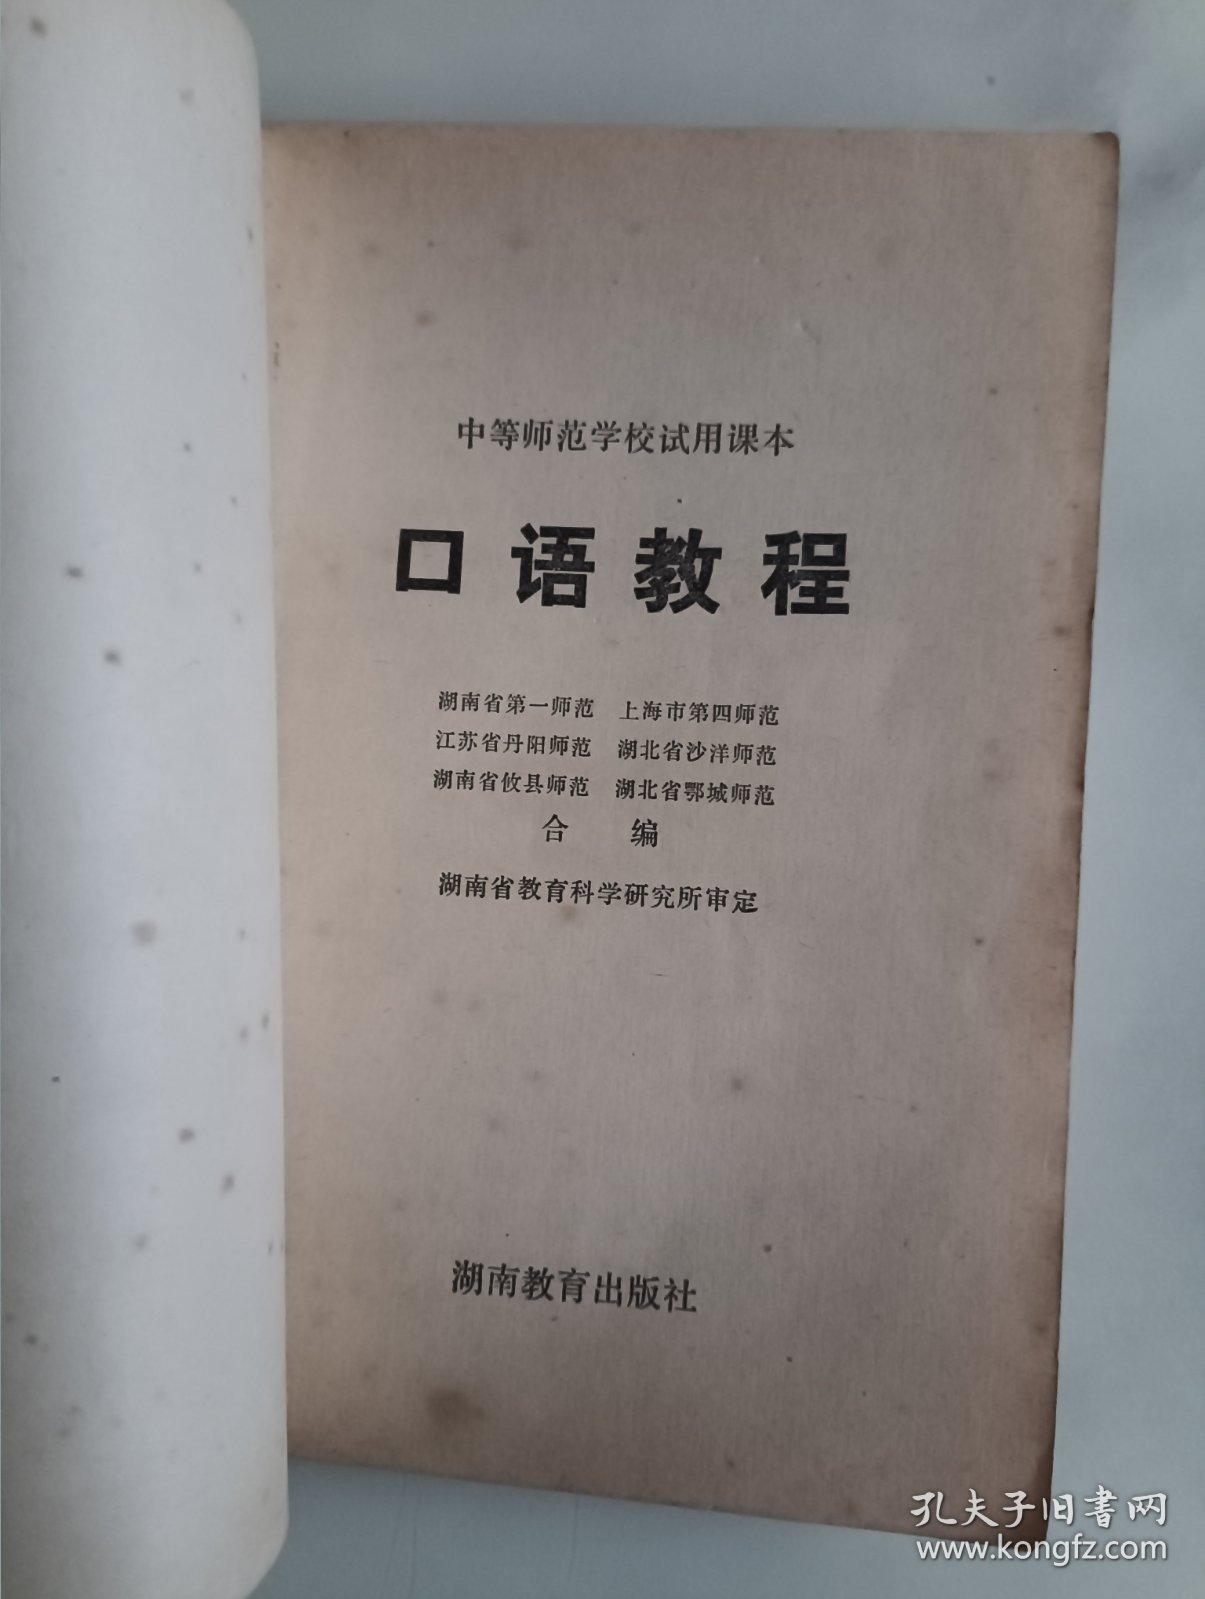 中等师范学校试用课本
口语教程
湖南省第一师范 上海市第四师范
江苏省丹阳师范 湖北省沙洋师范
湖南省攸县师范 湖北省鄂城师范
合 编
湖南省教育科学研究所审定
湖南教育出版社
孔夫子旧书网
www.kongfz.com